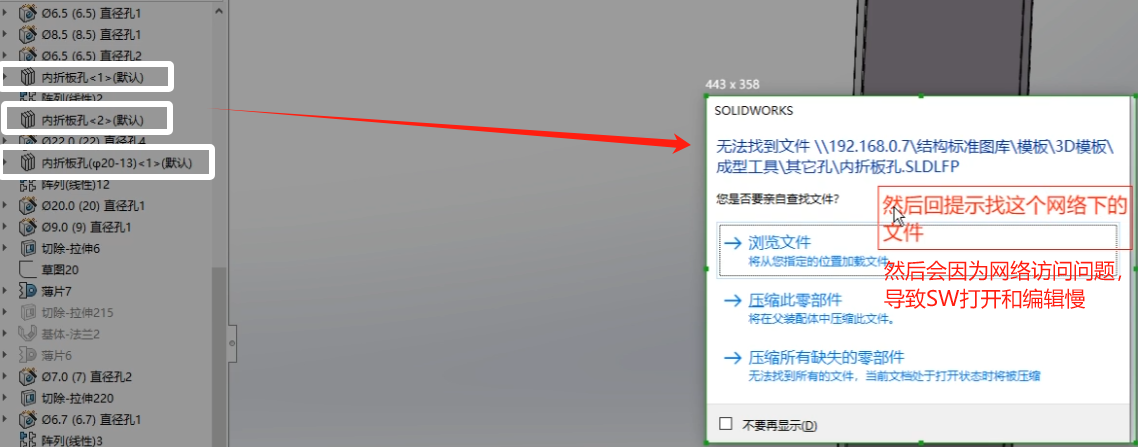 Ø6.5 (6.5) 直径孔1
Ø8.5 (8.5) 直径孔1
Ø6.5 (6.5) 直径孔2
内折板孔<1>(默认)
阵列(线性)2
内折板孔<2>(默认)
Ø22.0 (22) 直径孔4
内折板孔(φ20-13)<1>(默认)
阵列(线性)12
Ø20.0 (20) 直径孔1
Ø9.0 (9) 直径孔1
切除-拉伸6
草图20
薄片7
切除-拉伸215
基体-法兰2
薄片6
Ø7.0 (7) 直径孔2
切除-拉伸220
Ø6.7 (6.7) 直径孔1
阵列(线性)3
443 x 358
SOLIDWORKS
无法找到文件 \\192.168.0.7\结构标准图库\模板\3D模板\
成型工具\其它孔\内折板孔.SLDLFP
您是否要亲自查找文件?
然后回提示找这个网络下的
文件
浏览文件
将从您指定的位置加载文件。
然后会因为网络访问问题，
导致SW打开和编辑慢
压缩此零部件
将在父装配体中压缩此文件。
压缩所有缺失的零部件
无法找到所有的文件，当前文档处于打开状态时将被压缩
不要再显示(D)